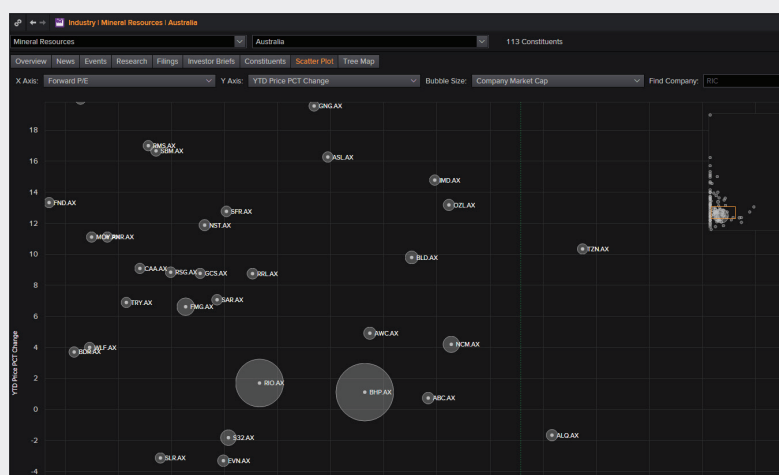 Industry | Mineral Resources | Australia
Mineral Resources Australia 113 Constituents
Overview News Events Research Filings Investor Briefs Constituents Scatter Plot Tree Map
X Axis: Forward P/E Y Axis: YTD Price PCT Change Bubble Size: Company Market Cap Find Company: RIC
GNG.AX
18
RMS.AX
SBM.AX
16
ASL.AX
IMD.AX
14
FND.AX
OZL.AX
SFR.AX
12
NST.AX
10
TZN.AX
BLD.AX
CAA.AX
RSG.AX
GCS.AX
RRL.AX
8
TRY.AX
FMG.AX
SAR.AX
6
AWC.AX
4
WLF.AX
BDR.AX
NCM.AX
2
RIO.AX
BHP.AX
ABC.AX
0
-2
S32.AX
ALQ.AX
SLR.AX
EVN.AX
-4
YTD Price PCT Change